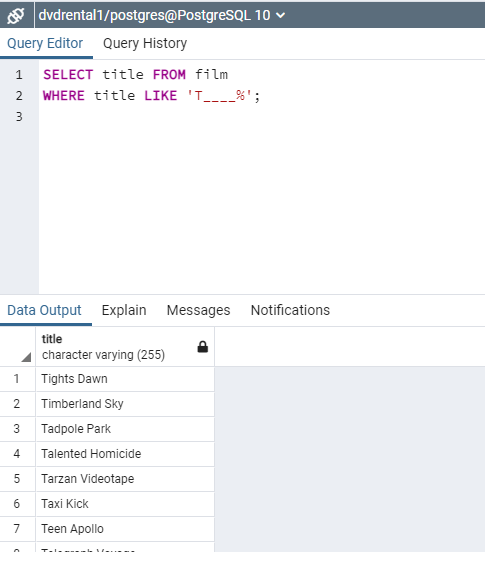 dvdrental1/postgres@PostgreSQL 10
Query Editor Query History
1 SELECT title FROM film
2 WHERE title LIKE 'T____%';
3
Data Output Explain Messages Notifications
title
character varying (255)
1 Tights Dawn
2 Timberland Sky
3 Tadpole Park
4 Talented Homicide
5 Tarzan Videotape
6 Taxi Kick
7 Teen Apollo